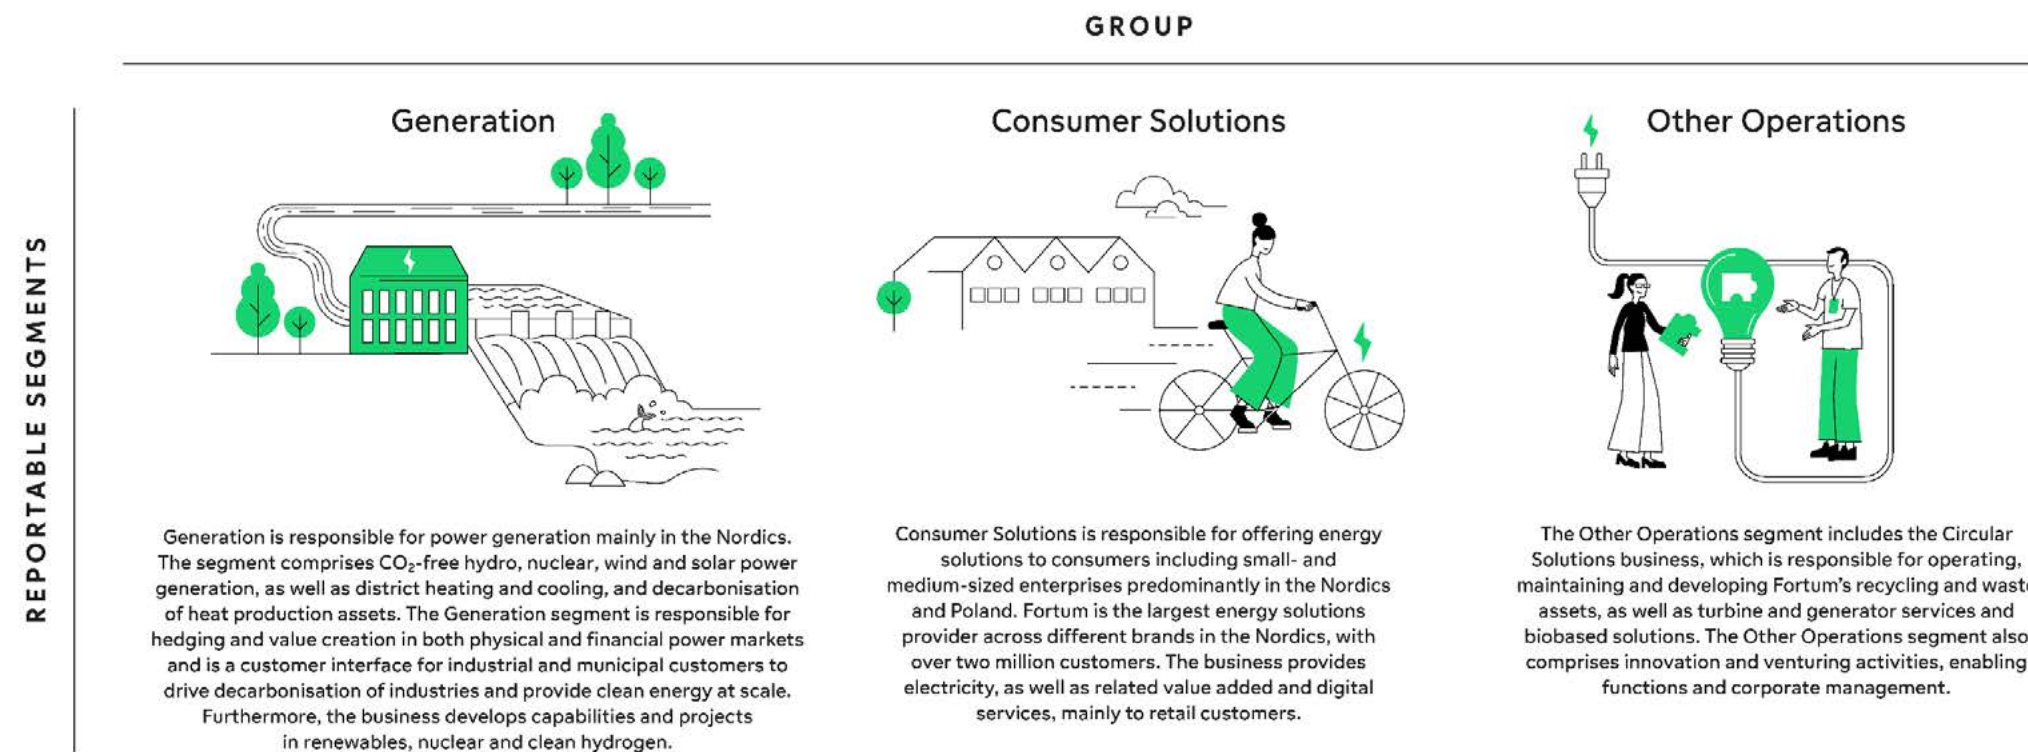 GROUP
REPORTABLE SEGMENTS
Generation
Generation is responsible for power generation mainly in the Nordics.
The segment comprises CO₂-free hydro, nuclear, wind and solar power
generation, as well as district heating and cooling, and decarbonisation
of heat production assets. The Generation segment is responsible for
hedging and value creation in both physical and financial power markets
and is a customer interface for industrial and municipal customers to
drive decarbonisation of industries and provide clean energy at scale.
Furthermore, the business develops capabilities and projects
in renewables, nuclear and clean hydrogen.
Consumer Solutions
Consumer Solutions is responsible for offering energy
solutions to consumers including small- and
medium-sized enterprises predominantly in the Nordics
and Poland. Fortum is the largest energy solutions
provider across different brands in the Nordics, with
over two million customers. The business provides
electricity, as well as related value added and digital
services, mainly to retail customers.
Other Operations
The Other Operations segment includes the Circular
Solutions business, which is responsible for operating,
maintaining and developing Fortum's recycling and waste
assets, as well as turbine and generator services and
biobased solutions. The Other Operations segment also
comprises innovation and venturing activities, enabling
functions and corporate management.